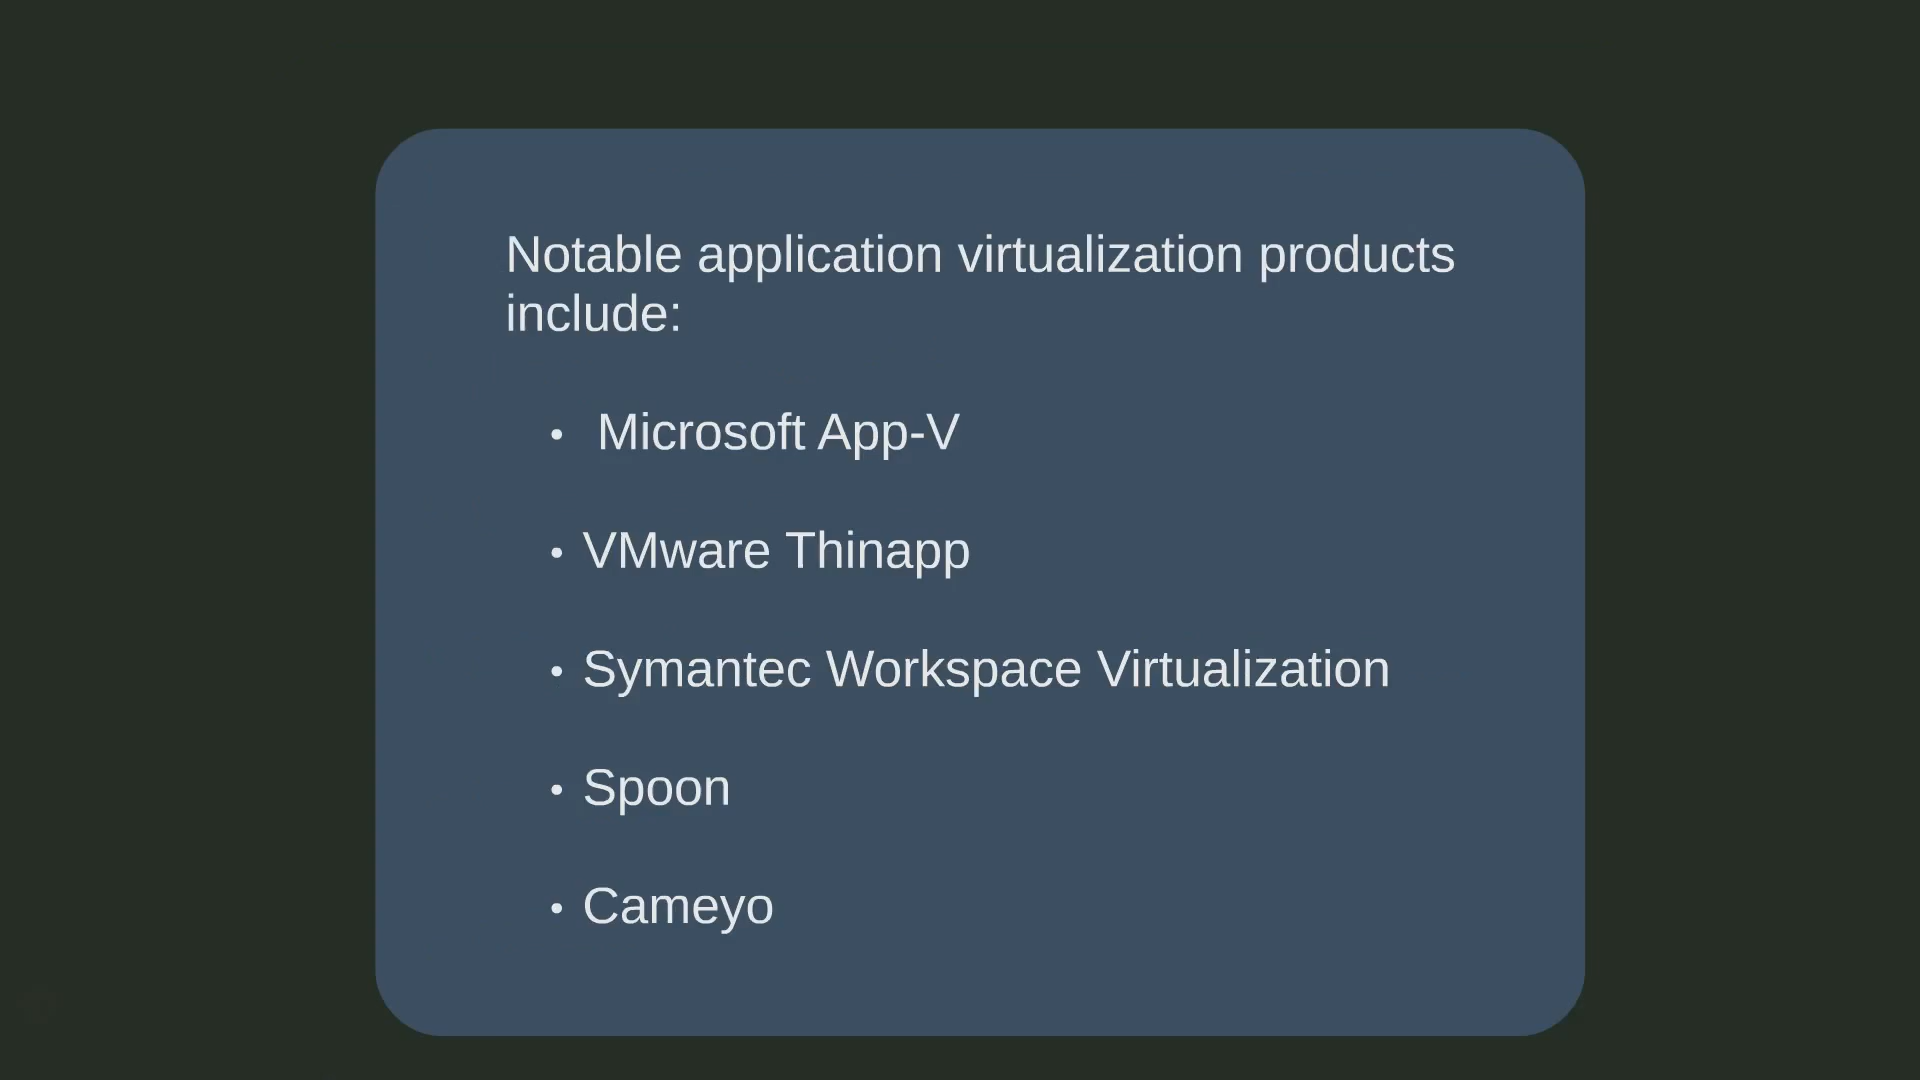 Notable application virtualization products
include:
• Microsoft App-V
• VMware Thinapp
• Symantec Workspace Virtualization
• Spoon
• Cameyo